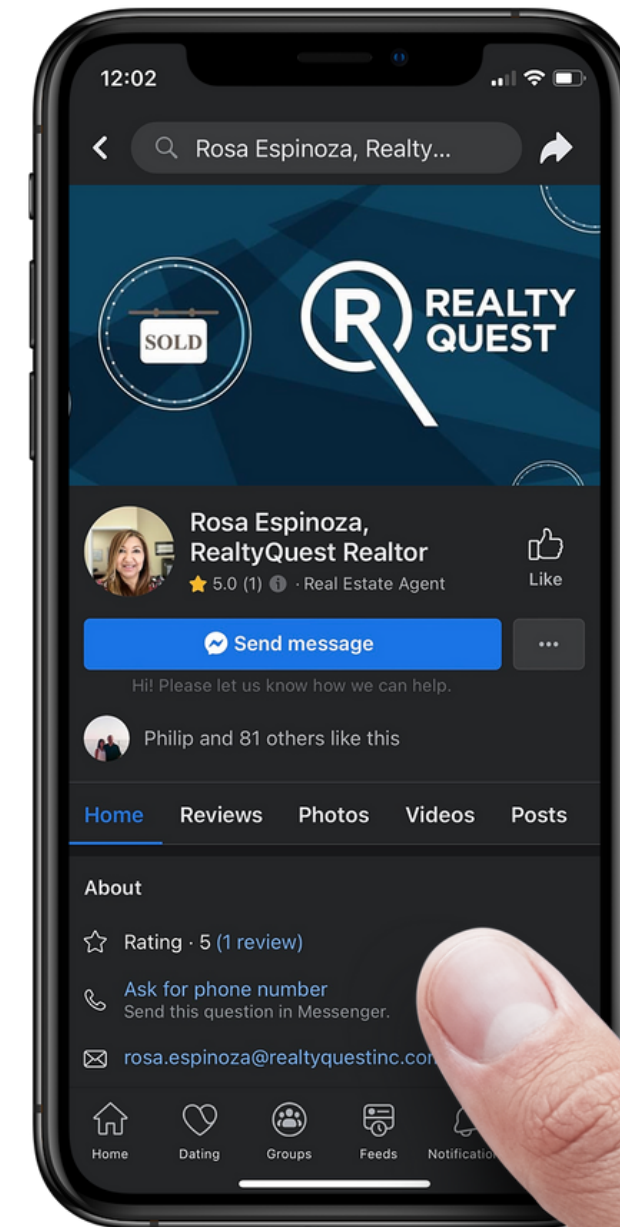 12:02
Rosa Espinoza, Realty...
SOLD
R REALTY
QUEST
Rosa Espinoza,
RealtyQuest Realtor
5.0 (1) · Real Estate Agent
Like
Send message
Hi! Please let us know how we can help.
Philip and 81 others like this
Home Reviews Photos Videos Posts
About
Rating · 5 (1 review)
Ask for phone number
Send this question in Messenger.
rosa.espinoza@realtyquestinc.co
Home Dating Groups Feeds Notification